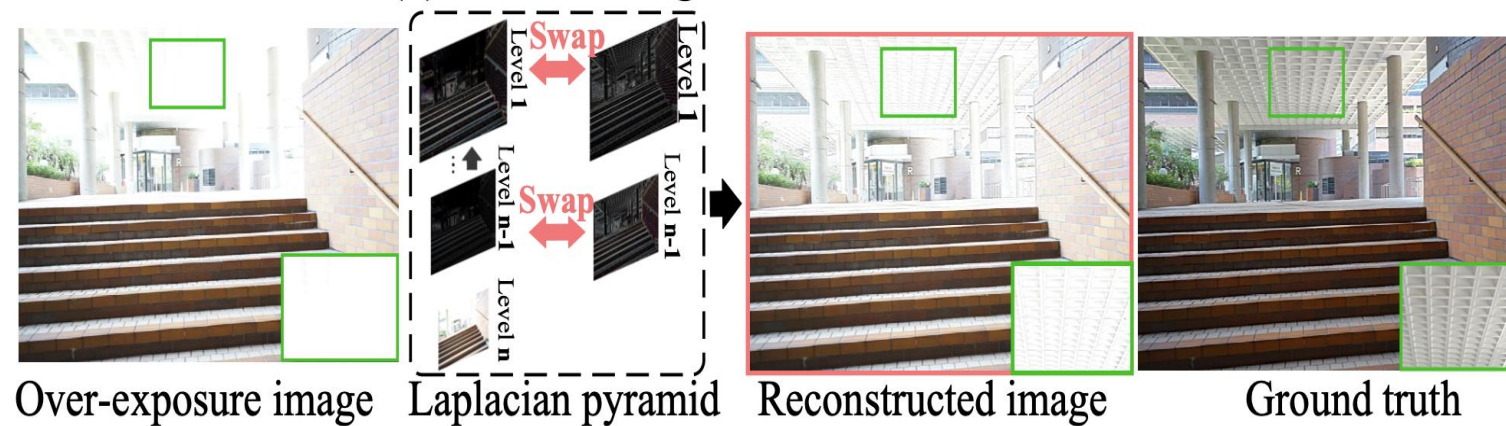 Level 1
Swap
Level 1
Level n-1
Swap
Level n-1
Level n
R
R
R
Over-exposure image
Laplacian pyramid
Reconstructed image
Ground truth